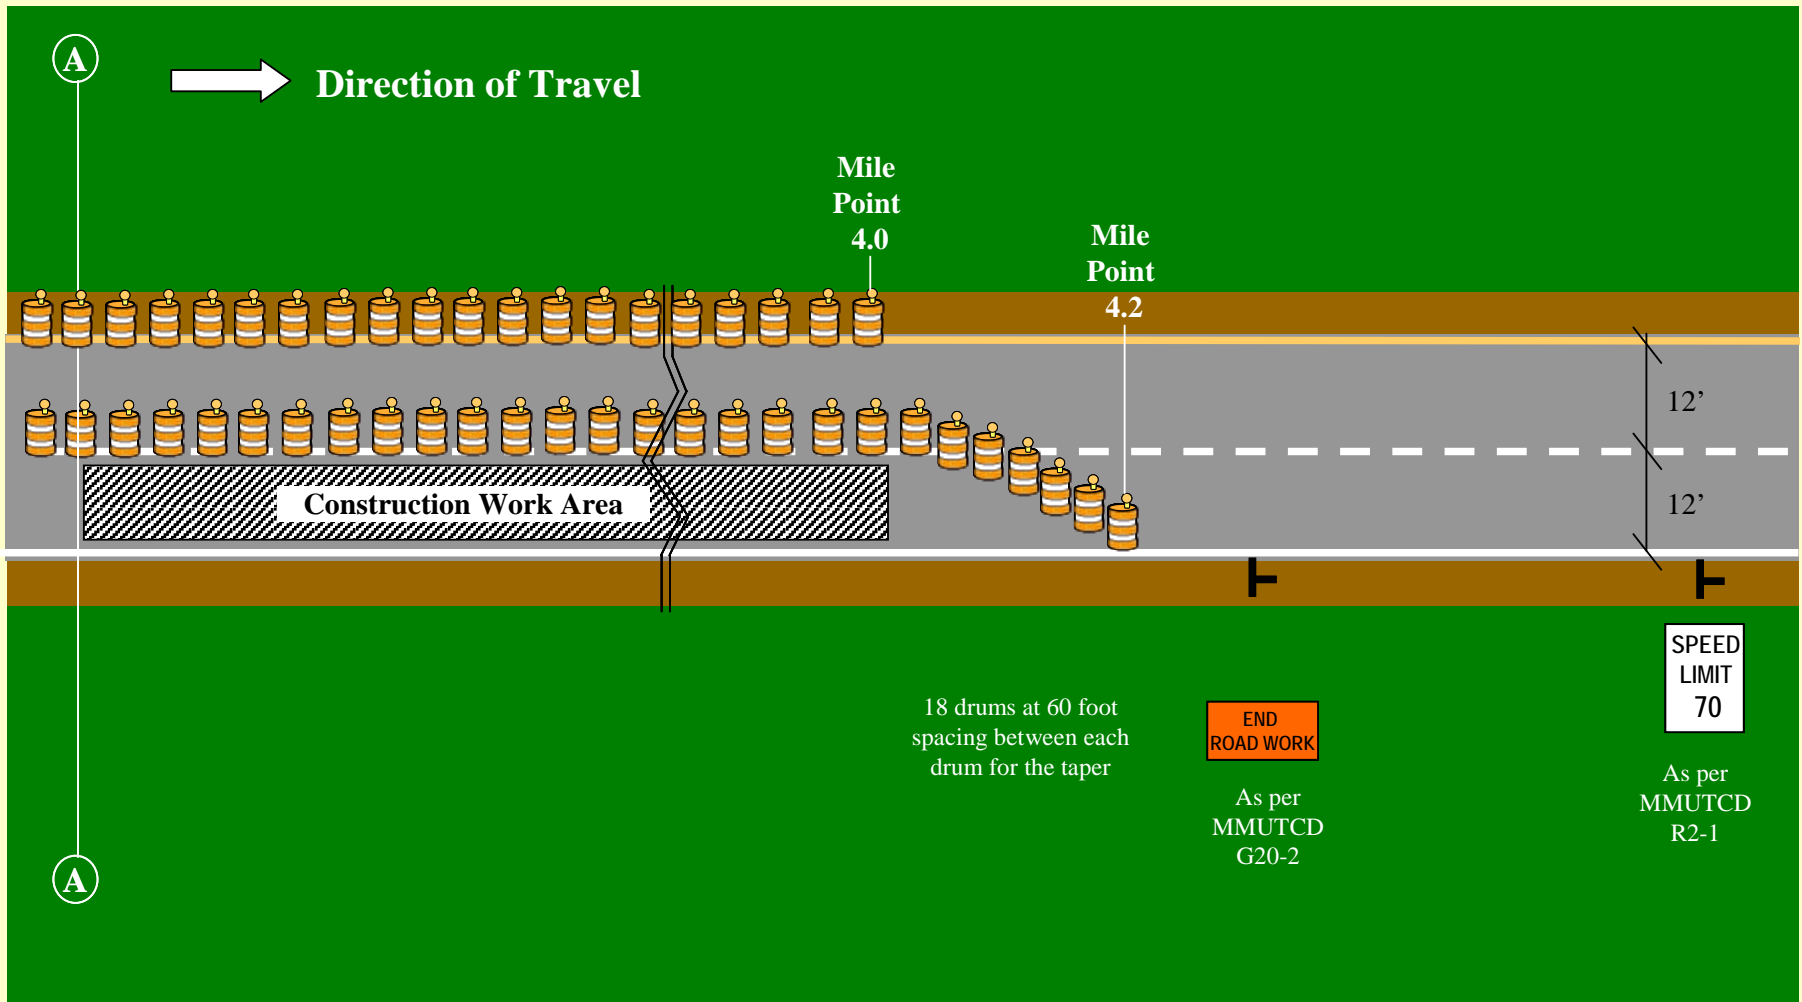 A
Direction of Travel
Mile
Point
4.0
Mile
Point
4.2
12’
Construction Work Area
12’
SPEED
LIMIT
70
18 drums at 60 foot
spacing between each
drum for the taper
END
ROAD WORK
As per
MMUTCD
G20-2
As per
MMUTCD
R2-1
A